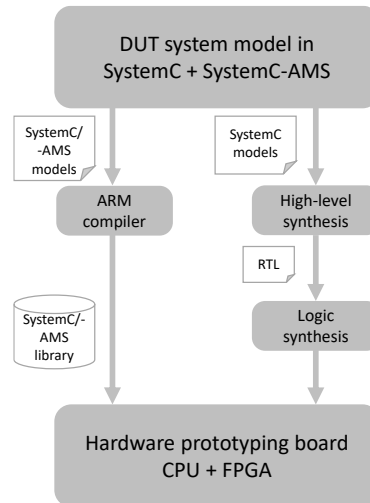 DUT system model in
SystemC + SystemC-AMS
SystemC/
-AMS
models
SystemC
models
ARM
compiler
High-level
synthesis
RTL
SystemC/-
AMS
library
Logic
synthesis
Hardware prototyping board
CPU + FPGA